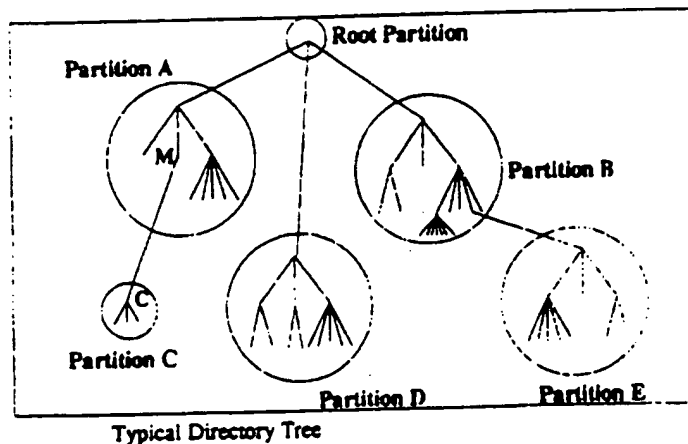 Root Partition
Partition A
M
Partition B
C
Partition C
Partition D
Partition E
Typical Directory Tree